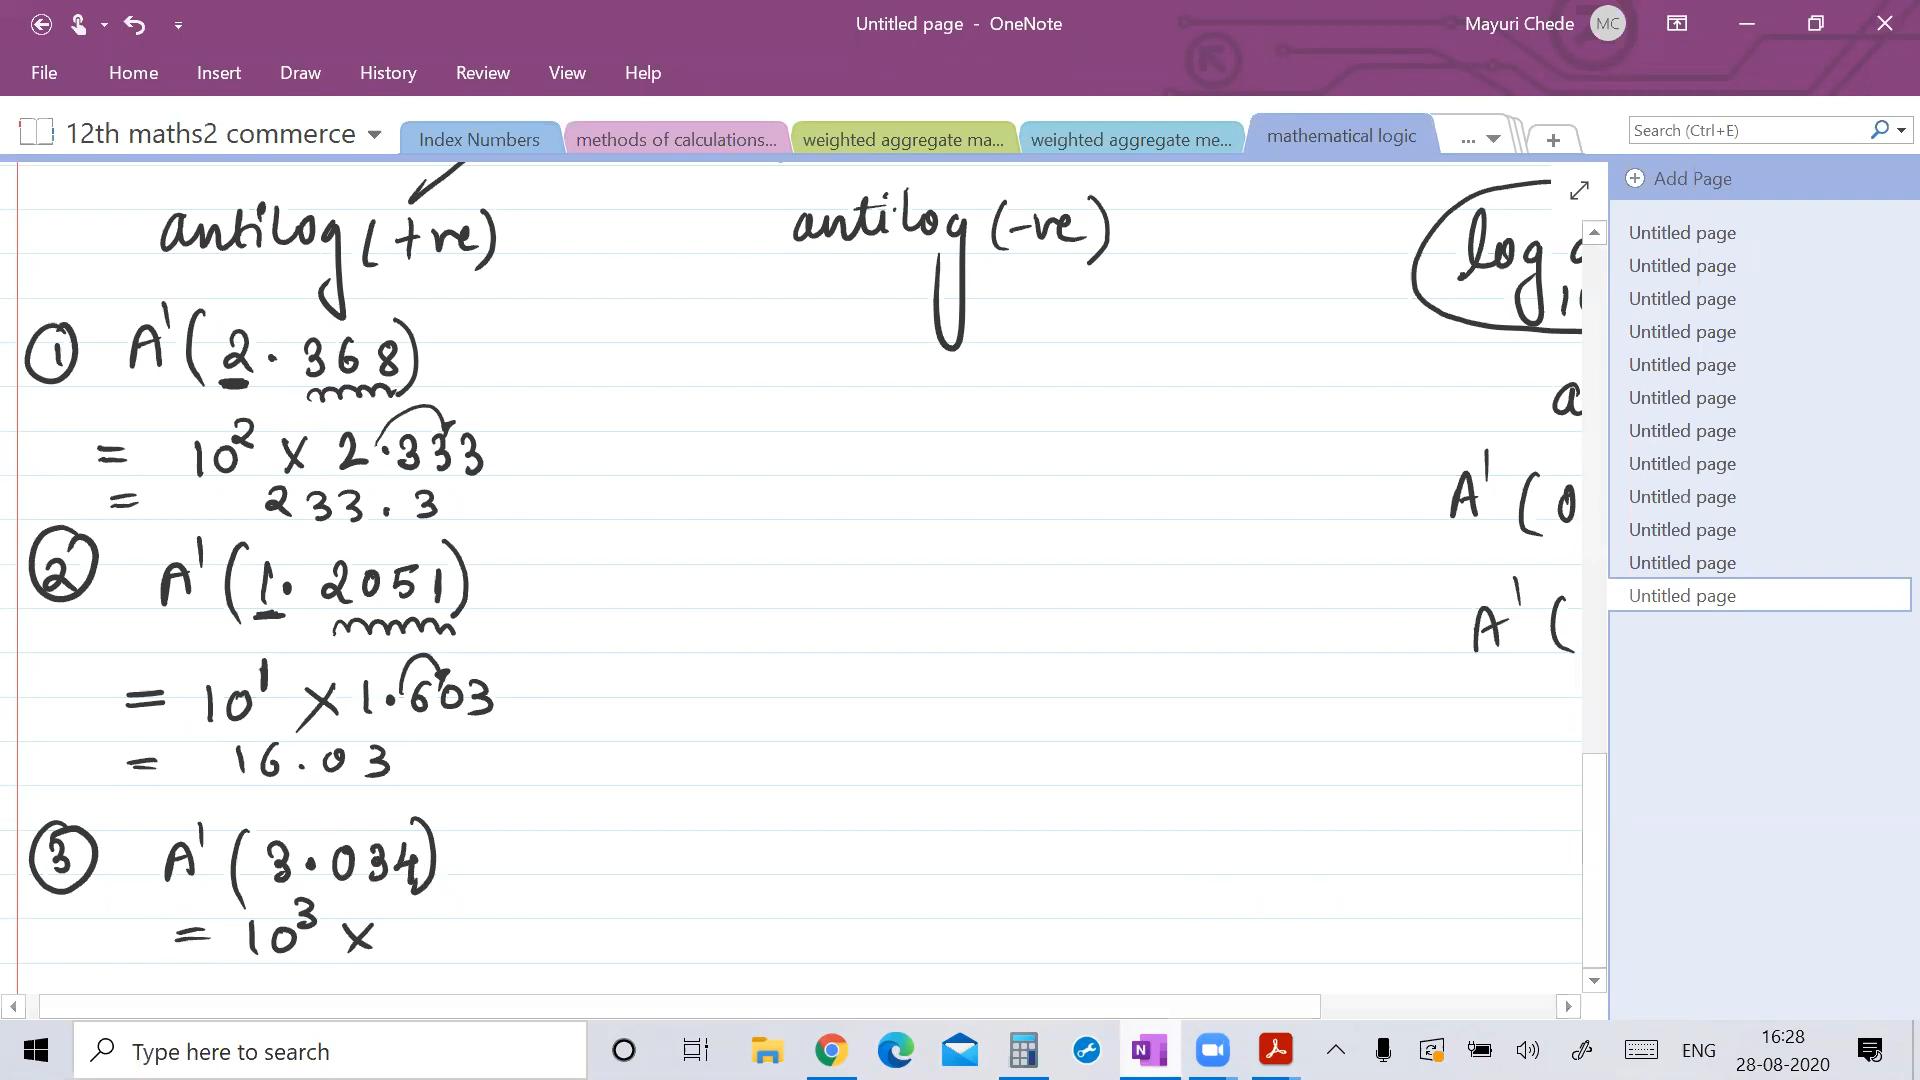 Untitled page - OneNote
Mayuri Chede
MC
File Home Insert Draw History Review View Help
12th maths2 commerce
Index Numbers
methods of calculations...
weighted aggregate ma...
weighted aggregate me...
mathematical logic
...
Search (Ctrl+E)
Add Page
Untitled page
Untitled page
Untitled page
Untitled page
Untitled page
Untitled page
Untitled page
Untitled page
Untitled page
Untitled page
Untitled page
Untitled page
antilog (+re)
① A'(2.368)
= 10² × 2.333
= 233.3
② A'(1.2051)
= 10¹ × 1.603
= 16.03
③ A'(3.034)
= 10³ ×
antilog (-ve)
log
A' (0
A' (
Type here to search
ENG
16:28
28-08-2020